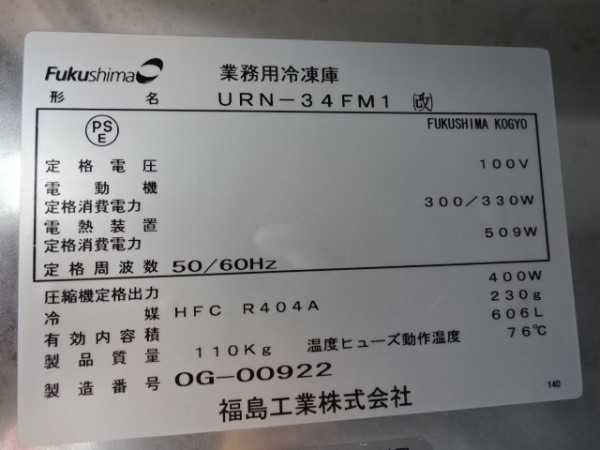 Fukushima 業務用冷凍庫
形名 URN-34FM1 改
PS E FUKUSHIMA KOGYO
定格電圧 100V
電動機
定格消費電力 300/330W
電熱装置
定格消費電力 509W
定格周波数 50/60Hz
圧縮機定格出力 400W
冷媒 HFC R404A 230g
有効内容積 606L
製品質量 110Kg 温度ヒューズ動作温度 76℃
製造番号 OG-00922
福島工業株式会社 140